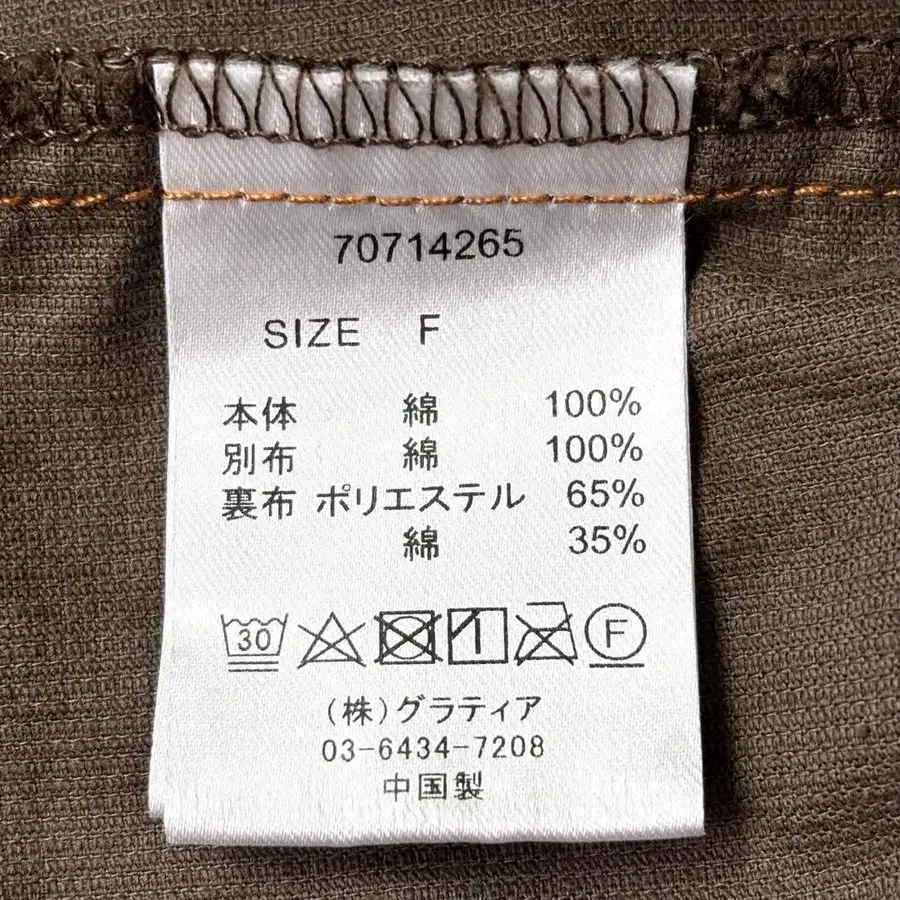 70714265
SIZE F
本体 綿 100%
別布 綿 100%
裏布 ポリエステル 65%
綿 35%
30 F
(株)グラティア
03-6434-7208
中国製